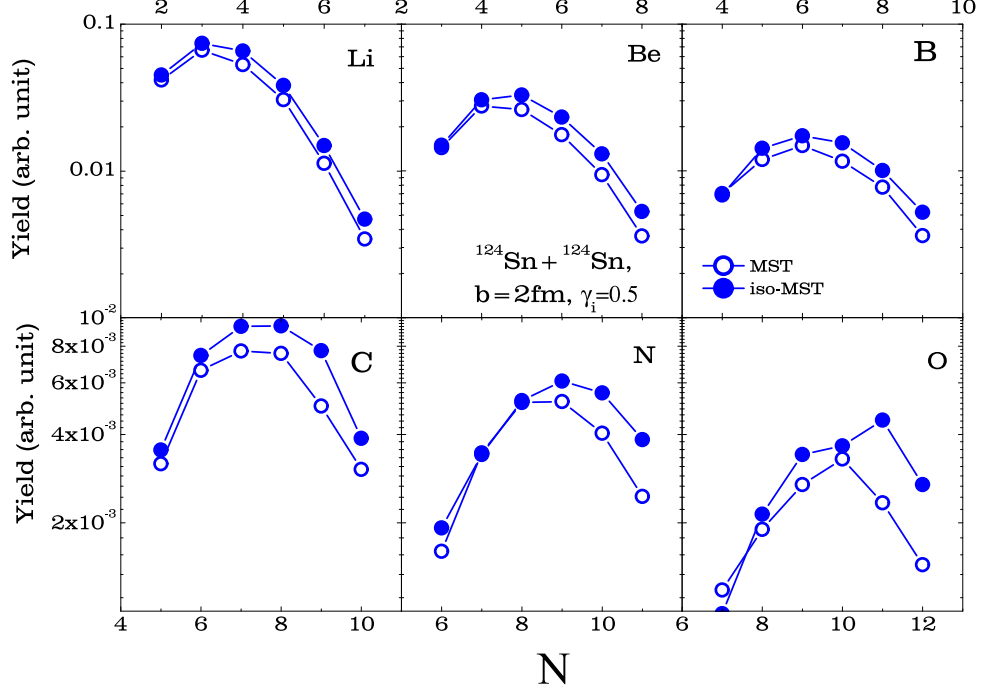 2 4 6 2 4 6 8 4 6 8 10
0.1
Li
Be
B
Yield (arb. unit)
0.01
¹²⁴Sn + ¹²⁴Sn,
b = 2fm, γᵢ=0.5
MST
iso-MST
10⁻²
8x10⁻³
6x10⁻³
4x10⁻³
2x10⁻³
Yield (arb. unit)
C
N
O
4 6 8 10 6 8 10 6 8 10 12
N